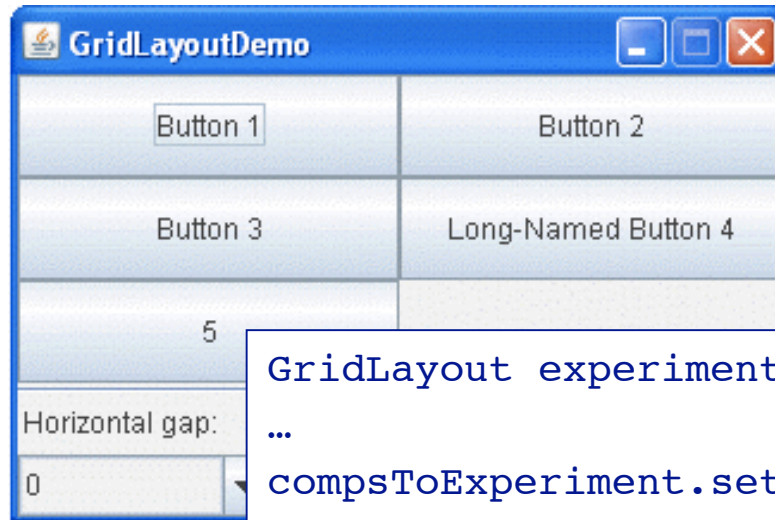 GridLayoutDemo
Button 1 Button 2
Button 3 Long-Named Button 4
5
GridLayout experiment
Horizontal gap:
…
0
compsToExperiment.set